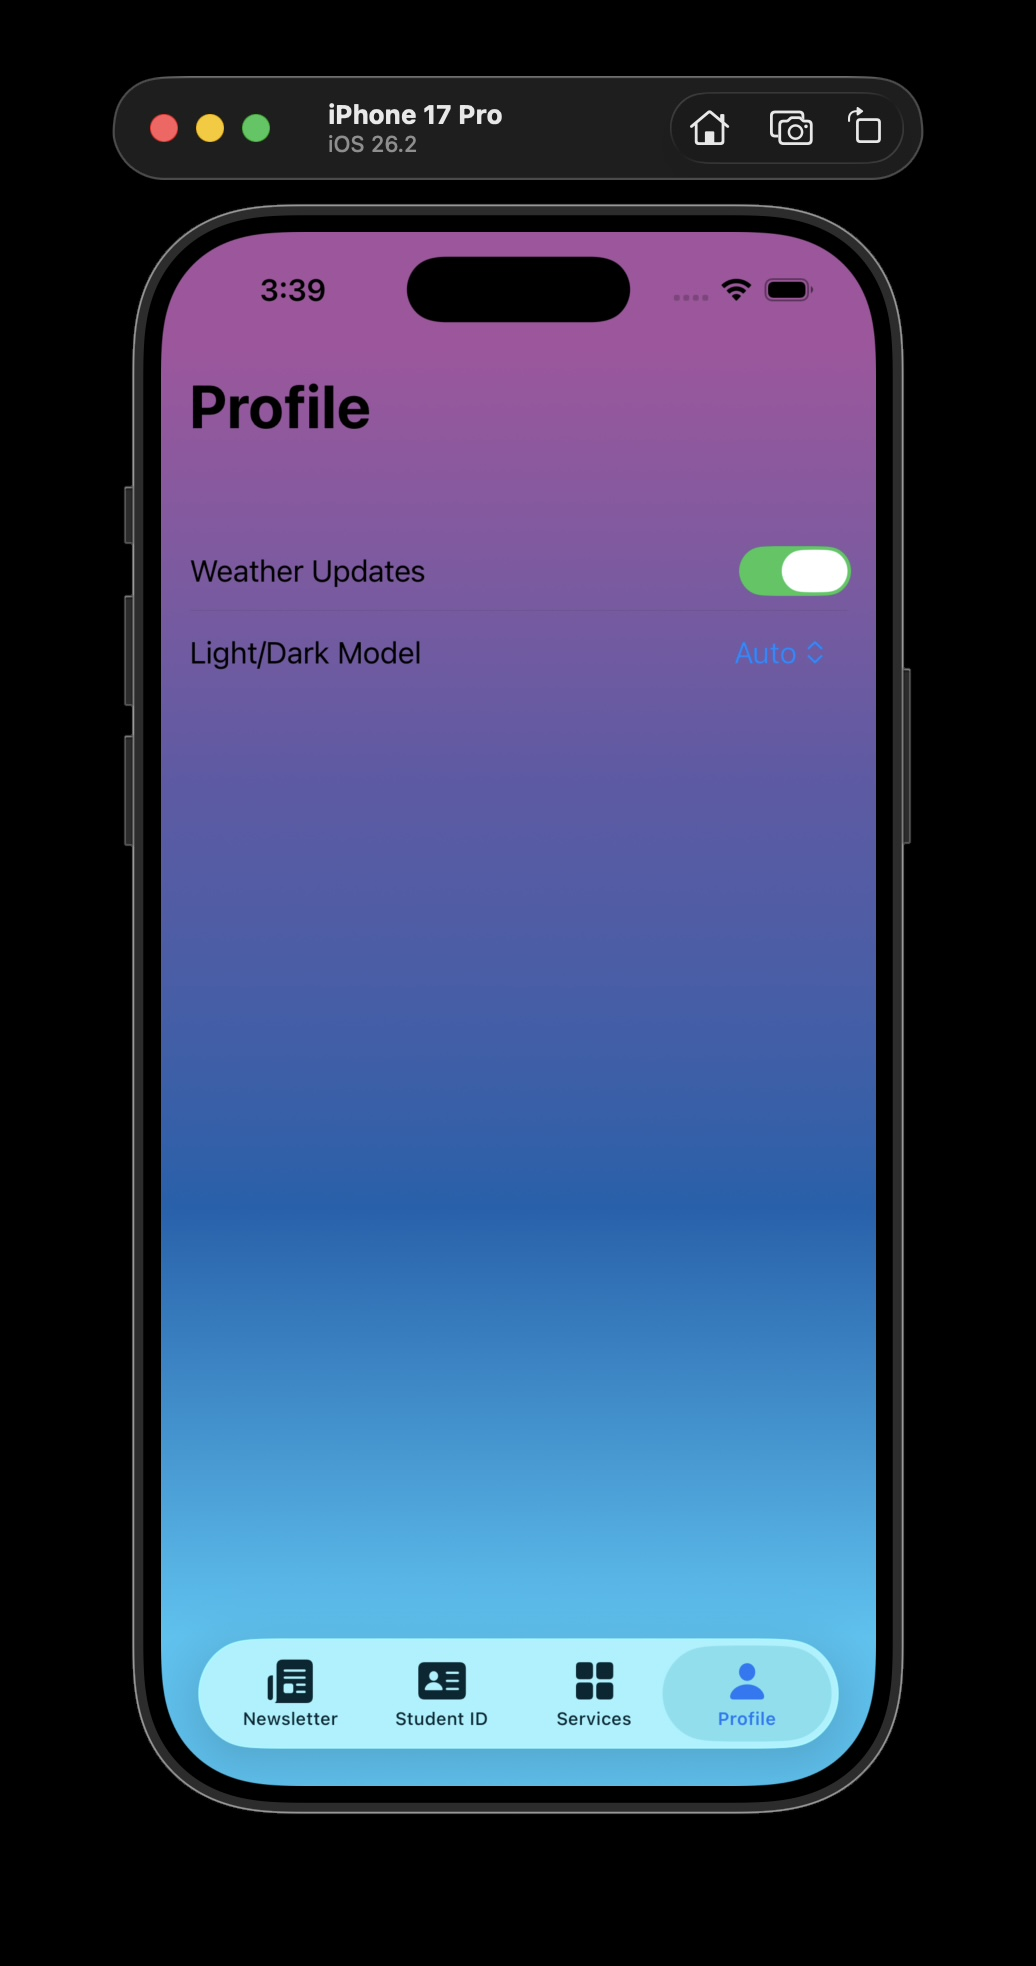 iPhone 17 Pro
iOS 26.2
3:39
Profile
Weather Updates
Light/Dark Model
Auto
Newsletter
Student ID
Services
Profile